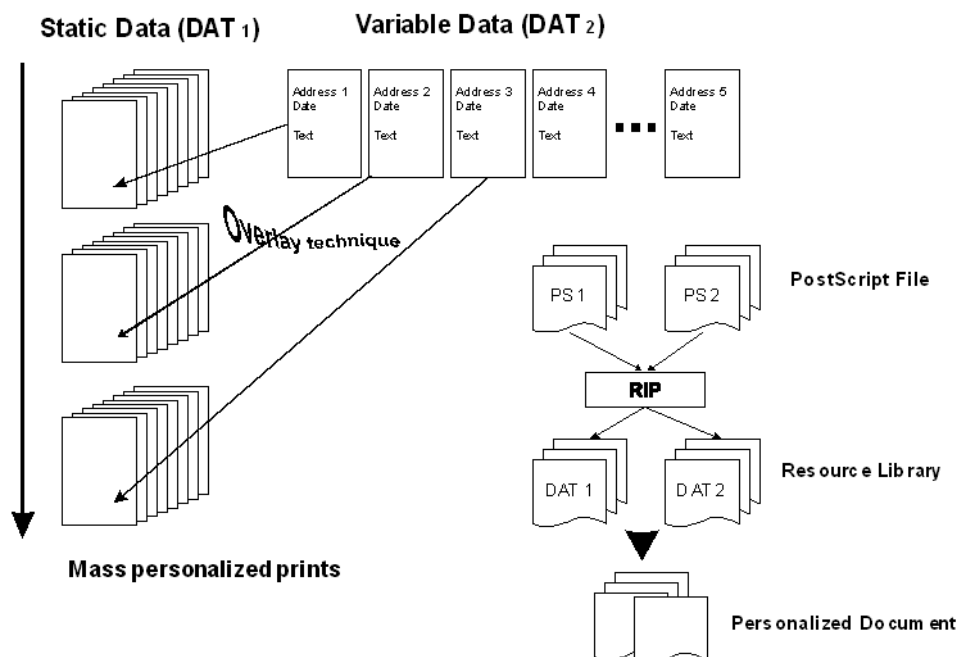 Static Data (DAT 1)
Variable Data (DAT 2)
Address 1
Date
Text
Address 2
Date
Text
Address 3
Date
Text
Address 4
Date
Text
Address 5
Date
Text
Overlay technique
PS 1
PS 2
PostScript File
RIP
DAT 1
DAT 2
Resource Library
Mass personalized prints
Personalized Document